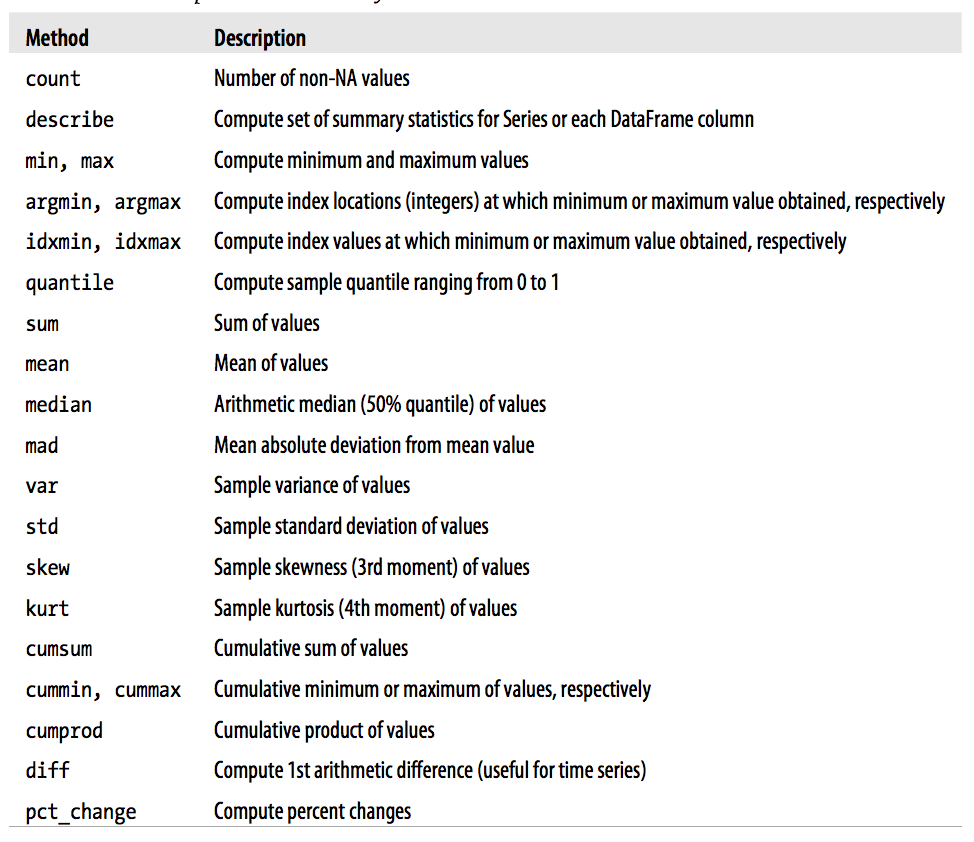 Method Description
count Number of non-NA values
describe Compute set of summary statistics for Series or each DataFrame column
min, max Compute minimum and maximum values
argmin, argmax Compute index locations (integers) at which minimum or maximum value obtained, respectively
idxmin, idxmax Compute index values at which minimum or maximum value obtained, respectively
quantile Compute sample quantile ranging from 0 to 1
sum Sum of values
mean Mean of values
median Arithmetic median (50% quantile) of values
mad Mean absolute deviation from mean value
var Sample variance of values
std Sample standard deviation of values
skew Sample skewness (3rd moment) of values
kurt Sample kurtosis (4th moment) of values
cumsum Cumulative sum of values
cummin, cummax Cumulative minimum or maximum of values, respectively
cumprod Cumulative product of values
diff Compute 1st arithmetic difference (useful for time series)
pct_change Compute percent changes